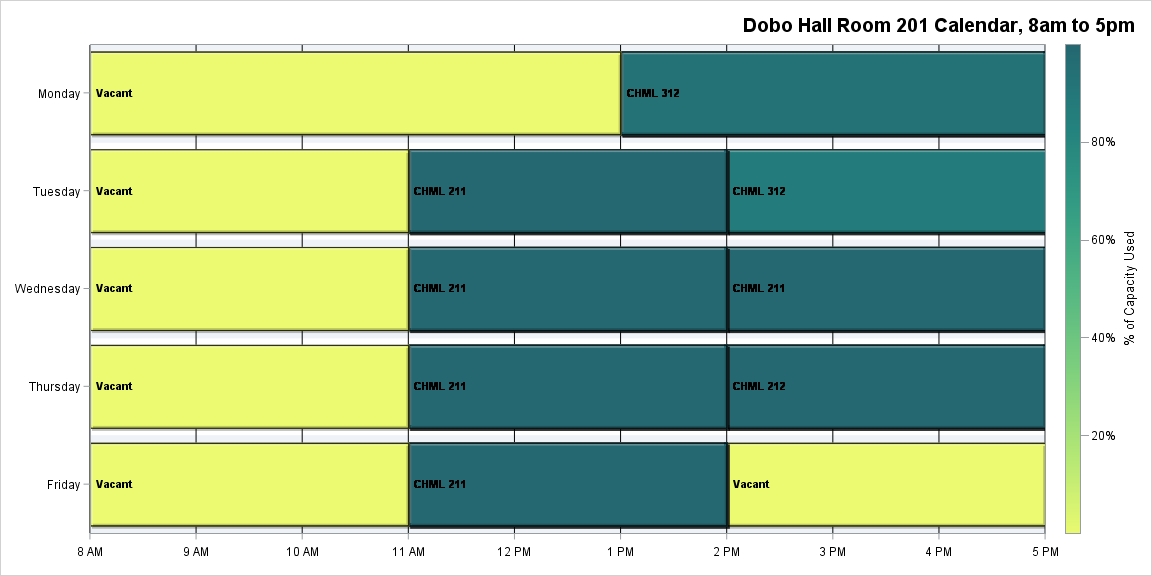 Dobo Hall Room 201 Calendar, 8am to 5pm
Monday
Vacant
CHML 312
Tuesday
Vacant
CHML 211
CHML 312
Wednesday
Vacant
CHML 211
CHML 211
Thursday
Vacant
CHML 211
CHML 212
Friday
Vacant
CHML 211
Vacant
8 AM
9 AM
10 AM
11 AM
12 PM
1 PM
2 PM
3 PM
4 PM
5 PM
80%
60%
40%
20%
% of Capacity Used